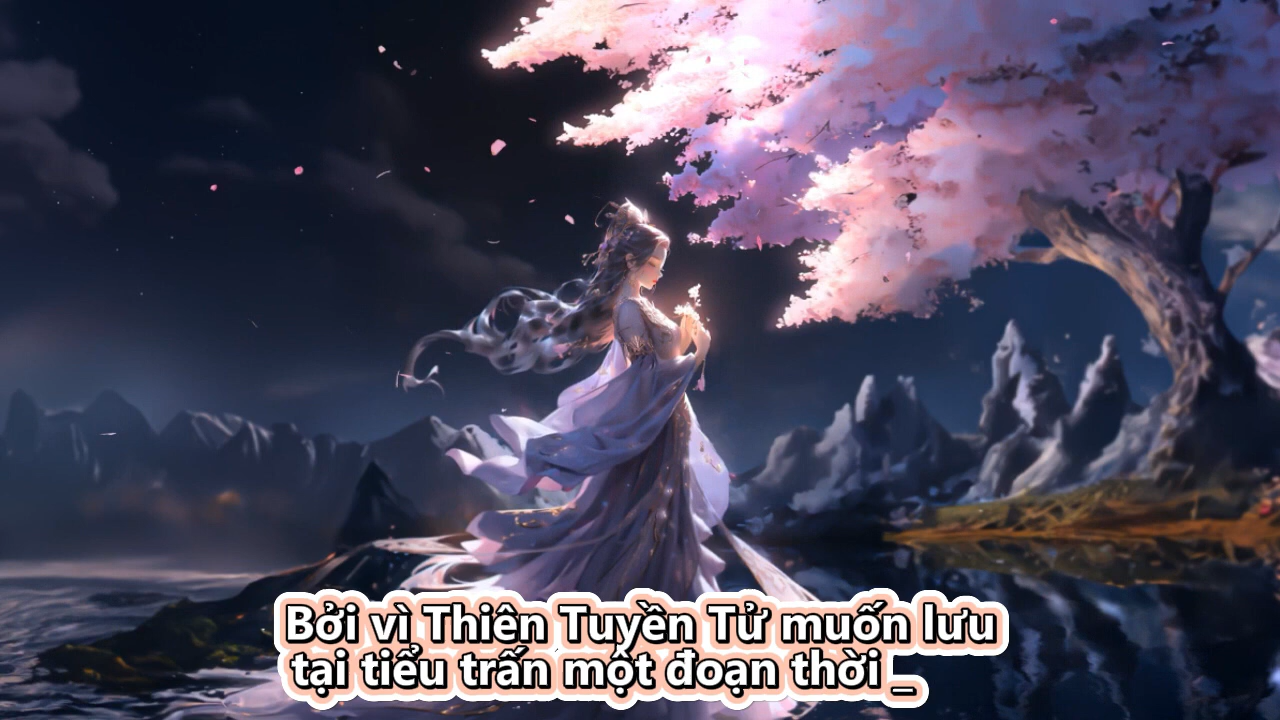 Bởi vì Thiên Tuyền Tử muốn lưu
tại tiểu trấn một đoạn thời _